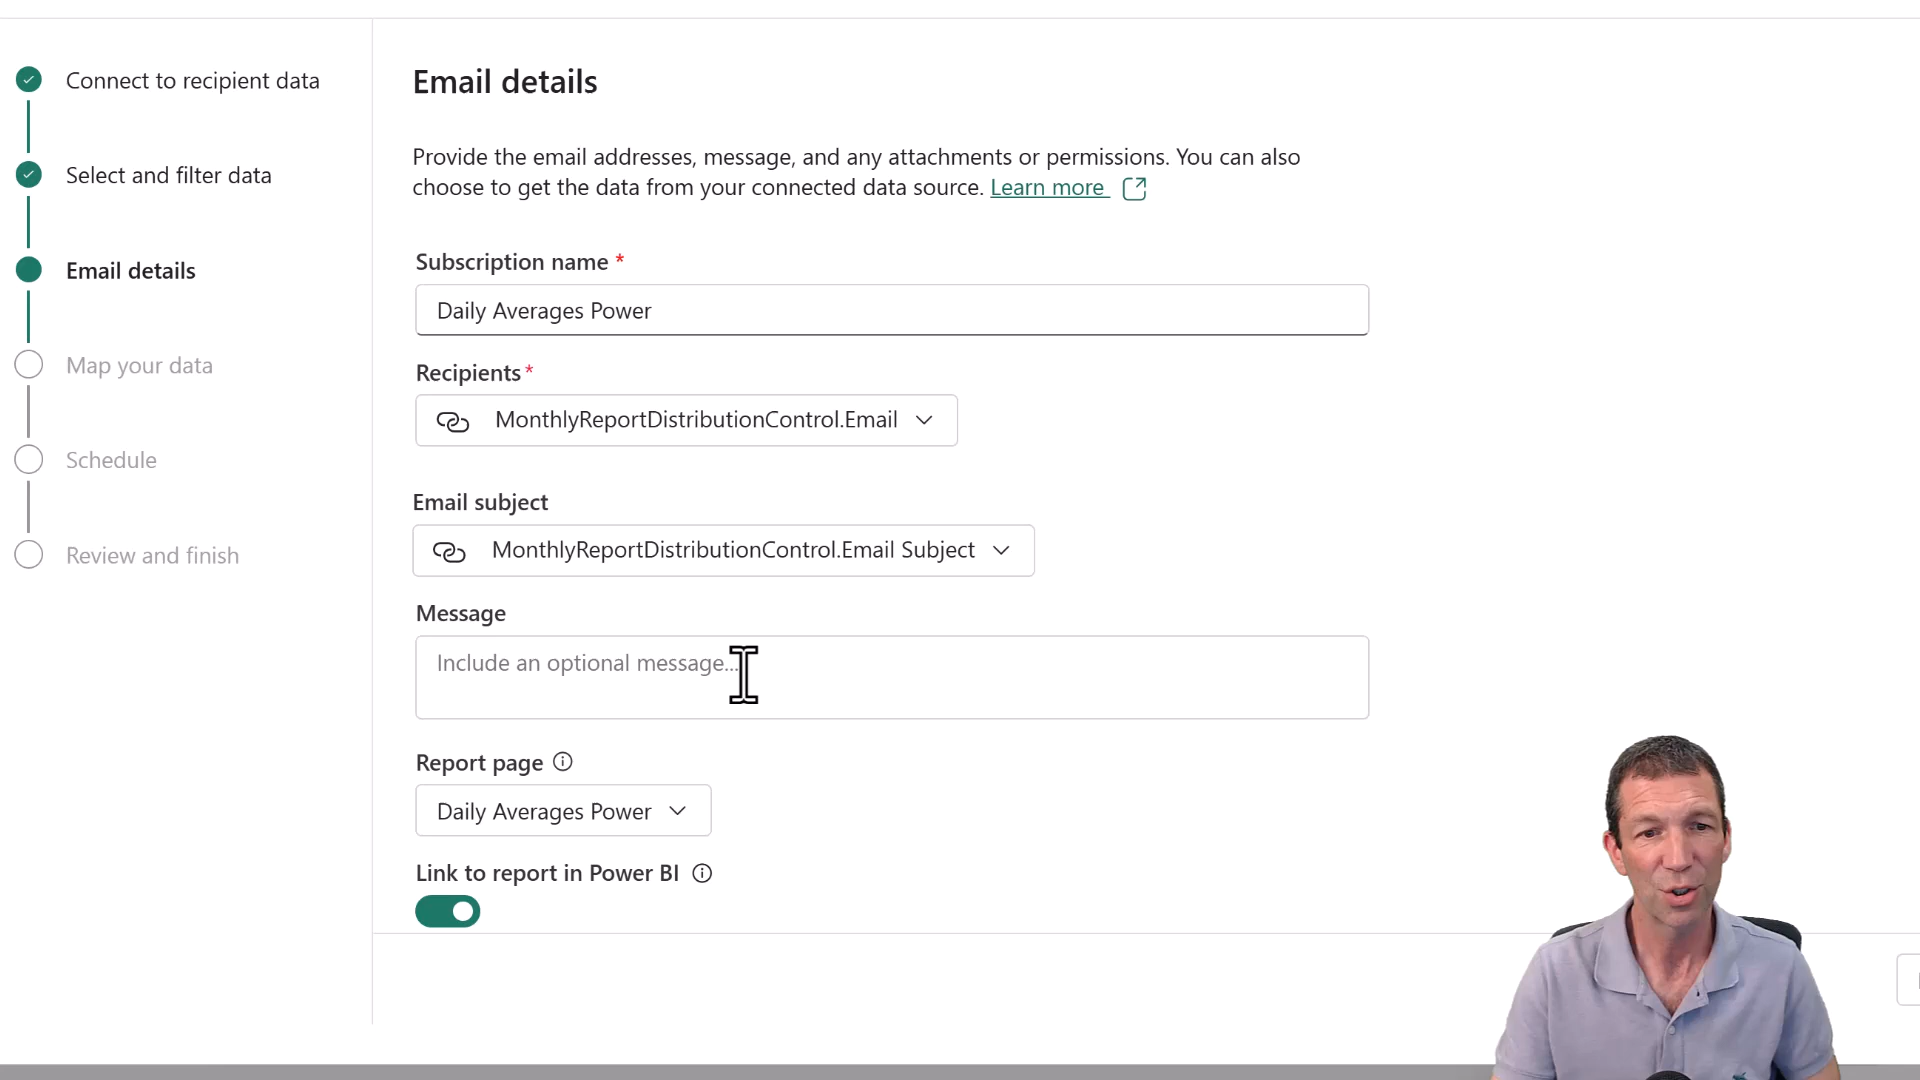 Connect to recipient data
Select and filter data
Email details
Map your data
Schedule
Review and finish
Email details
Provide the email addresses, message, and any attachments or permissions. You can also
choose to get the data from your connected data source. Learn more
Subscription name *
Daily Averages Power
Recipients*
MonthlyReportDistributionControl.Email
Email subject
MonthlyReportDistributionControl.Email Subject
Message
Include an optional message...
Report page
Daily Averages Power
Link to report in Power BI